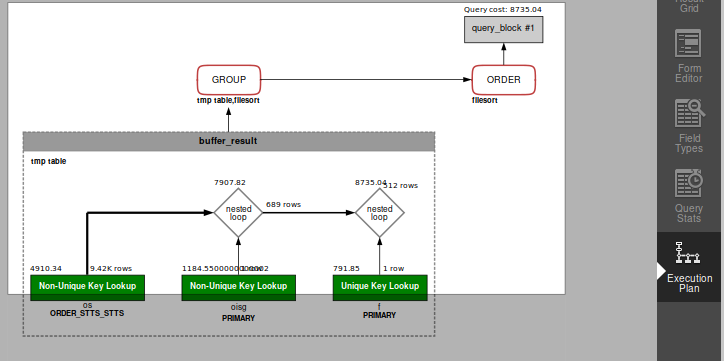 Query cost: 8735.04
query_block #1
GROUP
tmp table,filesort
ORDER
filesort
buffer_result
tmp table
7907.82
nested
loop
689 rows
8735.04
512 rows
nested
loop
4910.34
9.42K rows
Non-Unique Key Lookup
os
ORDER_STTS_STTS
1184.5500000000002
Non-Unique Key Lookup
oisg
PRIMARY
791.85
1 row
Unique Key Lookup
f
PRIMARY
Grid
Form
Editor
Field
Types
Query
Stats
Execution
Plan